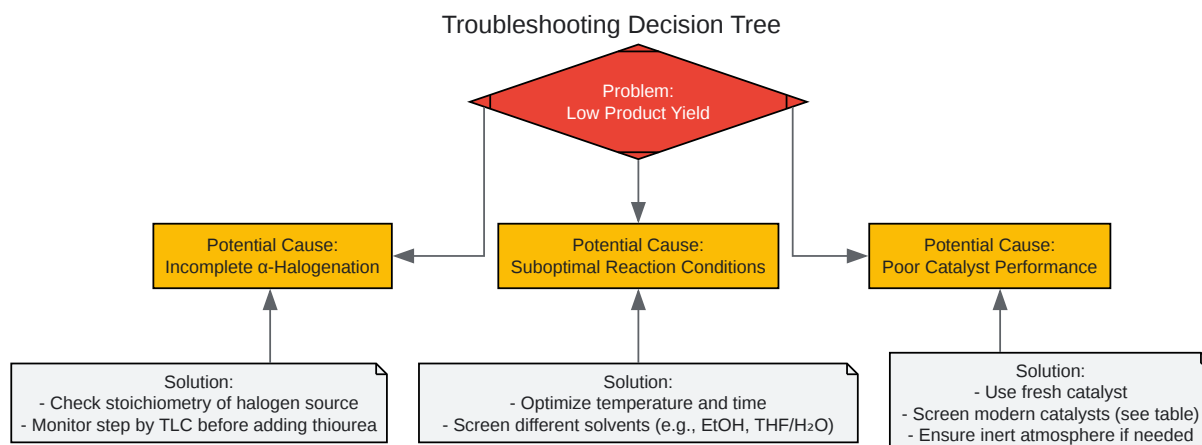 Troubleshooting Decision Tree
Problem:
Low Product Yield
Potential Cause:
Incomplete α-Halogenation
Potential Cause:
Suboptimal Reaction Conditions
Potential Cause:
Poor Catalyst Performance
Solution:
- Check stoichiometry of halogen source
- Monitor step by TLC before adding thiourea
Solution:
- Optimize temperature and time
- Screen different solvents (e.g., EtOH, THF/H₂O)
Solution:
- Use fresh catalyst
- Screen modern catalysts (see table)
- Ensure inert atmosphere if needed